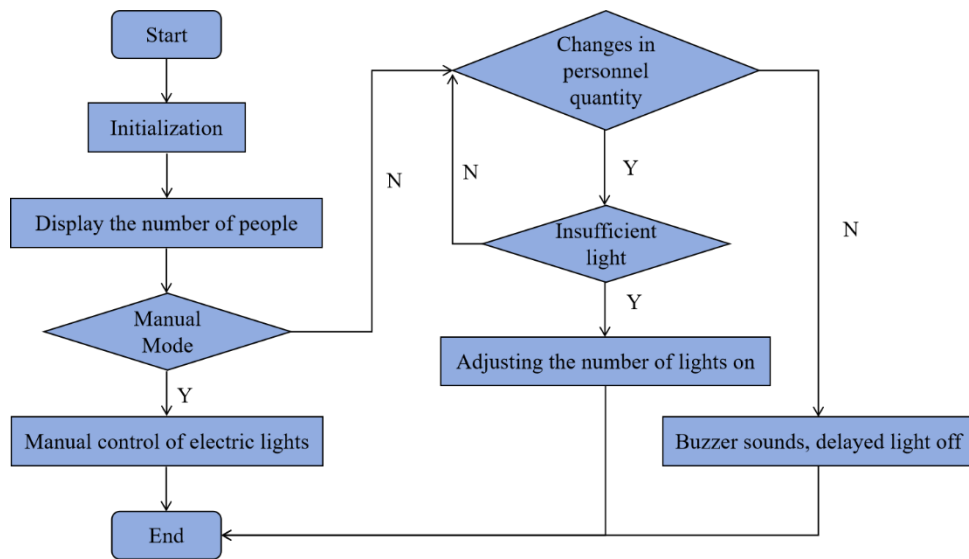 Start
Initialization
Display the number of people
Manual
Mode
Y
Manual control of electric lights
End
N
Changes in
personnel
quantity
Y
N
Insufficient
light
Y
Adjusting the number of lights on
N
Buzzer sounds, delayed light off